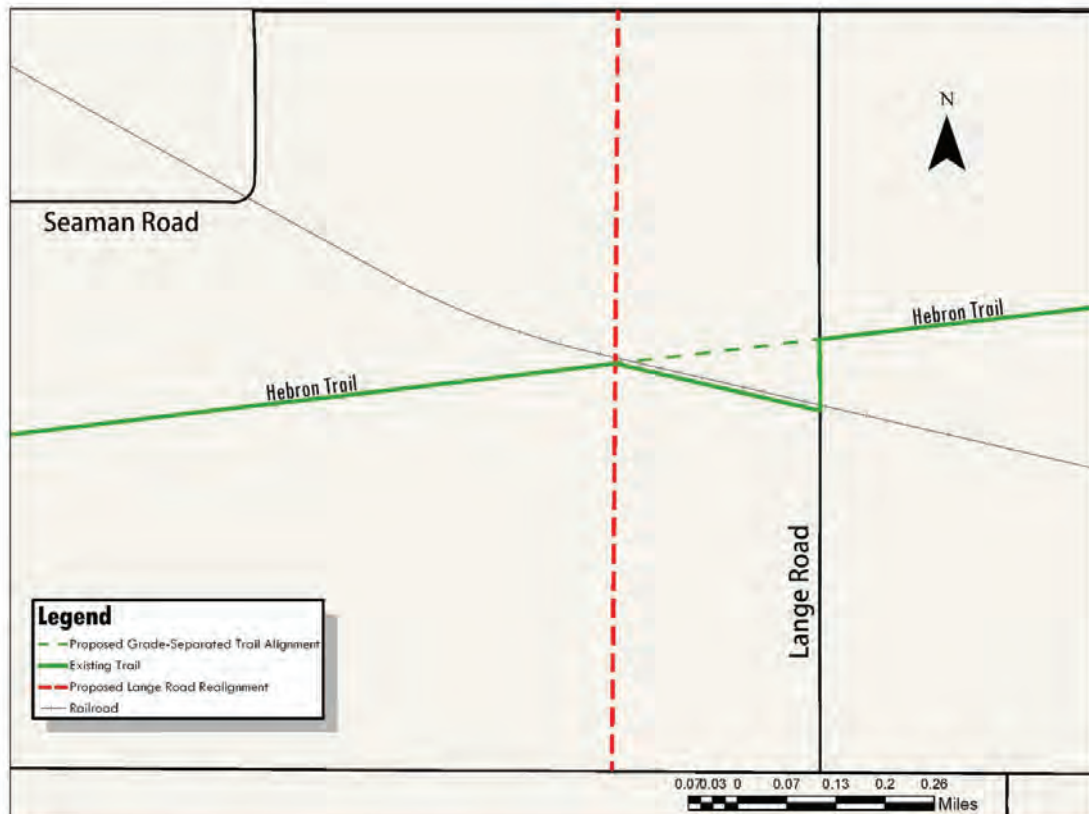 N
Seaman Road
Hebron Trail
Hebron Trail
Lange Road
Legend
Proposed Grade-Separated Trail Alignment
Existing Trail
Proposed Lange Road Realignment
Railroad
0.07 0.03 0 0.07 0.13 0.2 0.26
Miles